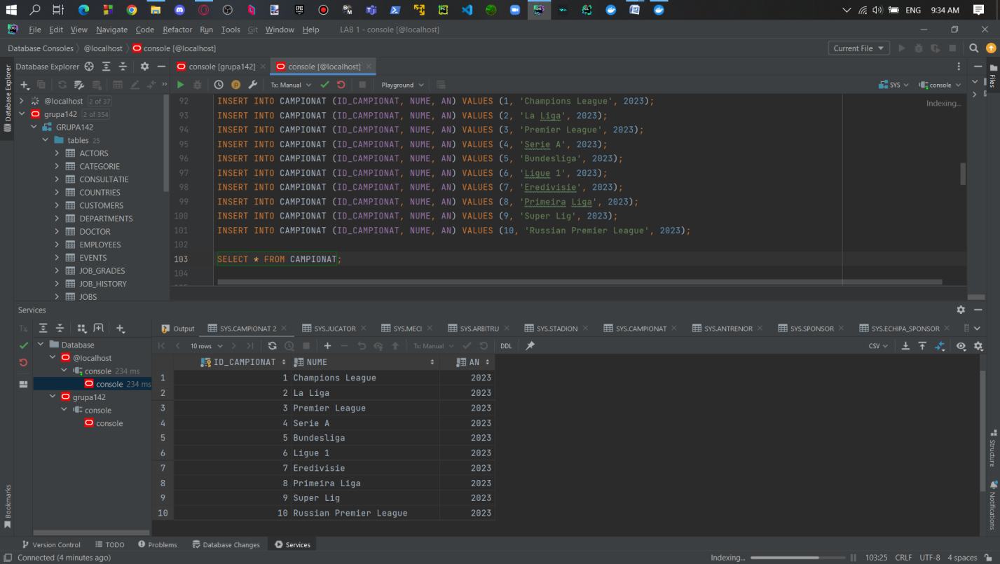 ENG 9:34 AM
File Edit View Navigate Code Refactor Run Tools Git Window Help LAB 1 - console [@localhost]
Database Consoles @localhost console [@localhost] Current File
Database Explorer console [grupa142] console [@localhost]
Tx: Manual Playground SYS console
Database Explorer
Files
@localhost 2 of 37
grupa142 2 of 354
GRUPA142
tables 25
ACTORS
CATEGORIE
CONSULTATIE
COUNTRIES
CUSTOMERS
DEPARTMENTS
DOCTOR
EMPLOYEES
EVENTS
JOB_GRADES
JOB_HISTORY
JOBS
Indexing...
92 INSERT INTO CAMPIONAT (ID_CAMPIONAT, NUME, AN) VALUES (1, 'Champions League', 2023);
93 INSERT INTO CAMPIONAT (ID_CAMPIONAT, NUME, AN) VALUES (2, 'La Liga', 2023);
94 INSERT INTO CAMPIONAT (ID_CAMPIONAT, NUME, AN) VALUES (3, 'Premier League', 2023);
95 INSERT INTO CAMPIONAT (ID_CAMPIONAT, NUME, AN) VALUES (4, 'Serie A', 2023);
96 INSERT INTO CAMPIONAT (ID_CAMPIONAT, NUME, AN) VALUES (5, 'Bundesliga', 2023);
97 INSERT INTO CAMPIONAT (ID_CAMPIONAT, NUME, AN) VALUES (6, 'Ligue 1', 2023);
98 INSERT INTO CAMPIONAT (ID_CAMPIONAT, NUME, AN) VALUES (7, 'Eredivisie', 2023);
99 INSERT INTO CAMPIONAT (ID_CAMPIONAT, NUME, AN) VALUES (8, 'Primeira Liga', 2023);
100 INSERT INTO CAMPIONAT (ID_CAMPIONAT, NUME, AN) VALUES (9, 'Super Lig', 2023);
101 INSERT INTO CAMPIONAT (ID_CAMPIONAT, NUME, AN) VALUES (10, 'Russian Premier League', 2023);
102
103 SELECT * FROM CAMPIONAT;
104
Services
Tx
Database
@localhost
console 234 ms
console 234 ms
grupa142
console
console
Output SYS.CAMPIONAT 2 SYS.JUCATOR SYS.MECI SYS.ARBITRU SYS.STADION SYS.CAMPIONAT SYS.ANTRENOR SYS.SPONSOR SYS.ECHIPA_SPONSOR
10 rows Tx: Manual DDL CSV
ID_CAMPIONAT NUME AN
1 1 Champions League 2023
2 2 La Liga 2023
3 3 Premier League 2023
4 4 Serie A 2023
5 5 Bundesliga 2023
6 6 Ligue 1 2023
7 7 Eredivisie 2023
8 8 Primeira Liga 2023
9 9 Super Lig 2023
10 10 Russian Premier League 2023
Structure
Notifications
Bookmarks
Version Control TODO Problems Database Changes Services
Connected (4 minutes ago) Indexing... 103:25 CRLF UTF-8 4 spaces